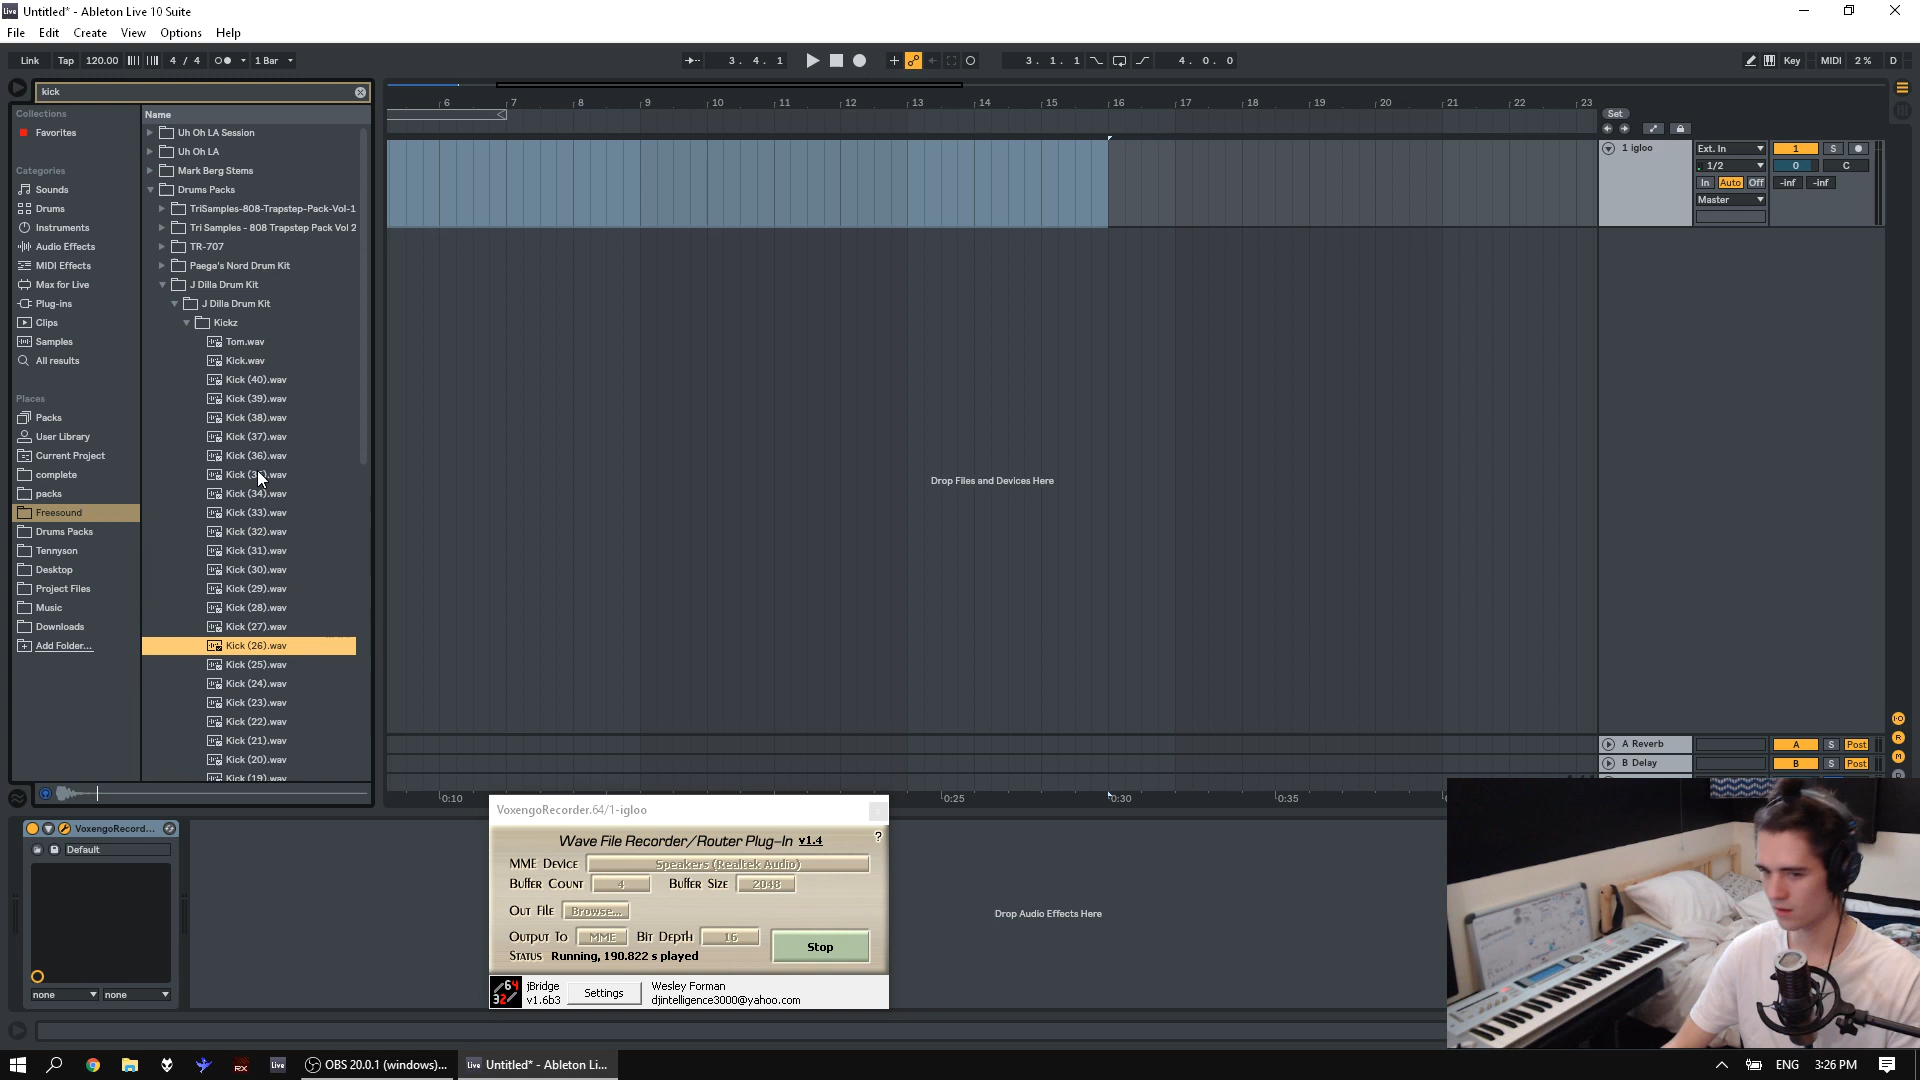 Untitled* - Ableton Live 10 Suite
File Edit Create View Options Help
Link Tap 120.00 4 / 4 1 Bar
3. 4. 1
3. 1. 1
4. 0. 0
Key MIDI 2 % D
kick
Collections
Favorites
Categories
Sounds
Drums
Instruments
Audio Effects
MIDI Effects
Max for Live
Plug-ins
Clips
Samples
All results
Places
Packs
User Library
Current Project
complete
packs
Freesound
Drums Packs
Tennyson
Desktop
Project Files
Music
Downloads
Add Folder...
Name
Uh Oh LA Session
Uh Oh LA
Mark Berg Stems
Drums Packs
TriSamples-808-Trapstep-Pack-Vol-1
Tri Samples - 808 Trapstep Pack Vol 2
TR-707
Paega's Nord Drum Kit
J Dilla Drum Kit
J Dilla Drum Kit
Kickz
Tom.wav
Kick.wav
Kick (40).wav
Kick (39).wav
Kick (38).wav
Kick (37).wav
Kick (36).wav
Kick (34).wav
Kick (33).wav
Kick (32).wav
Kick (31).wav
Kick (30).wav
Kick (29).wav
Kick (28).wav
Kick (27).wav
Kick (26).wav
Kick (25).wav
Kick (24).wav
Kick (23).wav
Kick (22).wav
Kick (21).wav
Kick (20).wav
Kick (19).wav
6 7 8 9 10 11 12 13 14 15 16 17 18 19 20 21 22 23
Set
1 igloo
Ext. In 1 S
1/2 0 C
In Auto Off -inf -inf
Master
Drop Files and Devices Here
A Reverb A S Post
B Delay B S Post
0:10 0:25 0:30 0:35
VoxengoRecord...
Default
none none
VoxengoRecorder.64/1-igloo
Wave File Recorder/Router Plug-In v1.4 ?
MME Device Speakers (Realtek Audio)
Buffer Count 4 Buffer Size 2048
Out File Browse...
Output To MME Bit Depth 16
Stop
Status Running, 190.822 s played
64
32
jBridge
v1.6b3
Settings
Wesley Forman
djintelligence3000@yahoo.com
Drop Audio Effects Here
RX
Live
OBS 20.0.1 (windows)...
Live Untitled* - Ableton Li...
ENG 3:26 PM